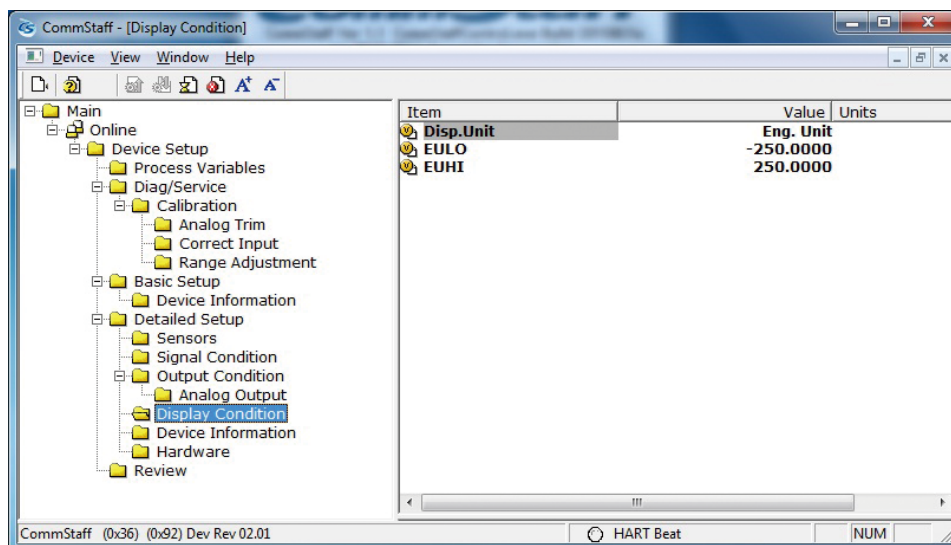 CommStaff - [Display Condition]
Device View Window Help
Main
Online
Device Setup
Process Variables
Diag/Service
Calibration
Analog Trim
Correct Input
Range Adjustment
Basic Setup
Device Information
Detailed Setup
Sensors
Signal Condition
Output Condition
Analog Output
Display Condition
Device Information
Hardware
Review
Item Value Units
Disp.Unit Eng. Unit
EULO -250.0000
EUHI 250.0000
CommStaff (0x36) (0x92) Dev Rev 02.01 HART Beat NUM